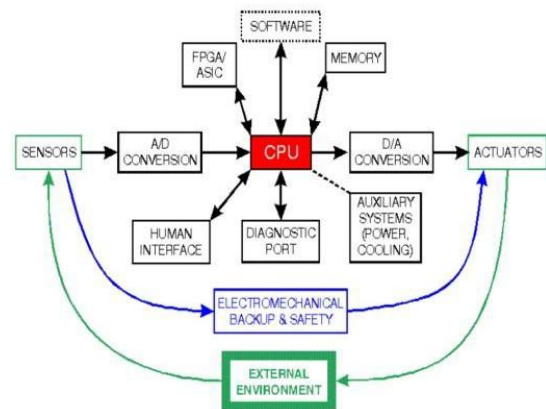 SOFTWARE
FPGA/
ASIC
MEMORY
SENSORS
A/D
CONVERSION
CPU
D/A
CONVERSION
ACTUATORS
HUMAN
INTERFACE
DIAGNOSTIC
PORT
AUXILIARY
SYSTEMS
(POWER,
COOLING)
ELECTROMECHANICAL
BACKUP & SAFETY
EXTERNAL
ENVIRONMENT